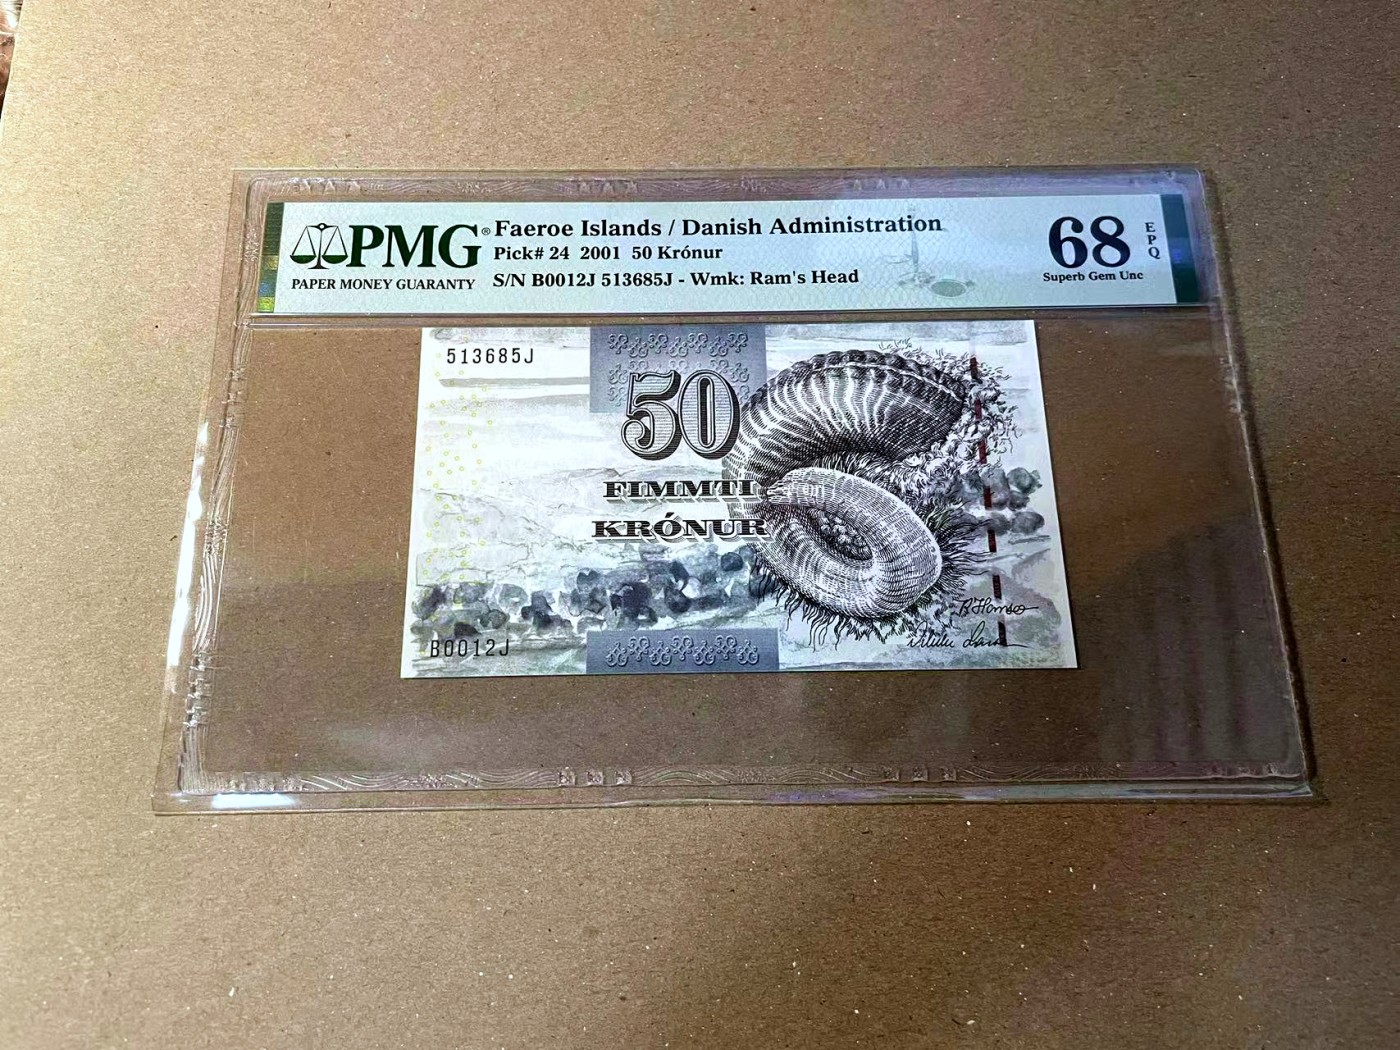 PMG®
PAPER MONEY GUARANTY
Faeroe Islands / Danish Administration
Pick# 24 2001 50 Krónur
S/N B0012J 513685J - Wmk: Ram's Head
68
Superb Gem Unc
EPQ
513685J
50
FIMMTI
KRÓNUR
B0012J